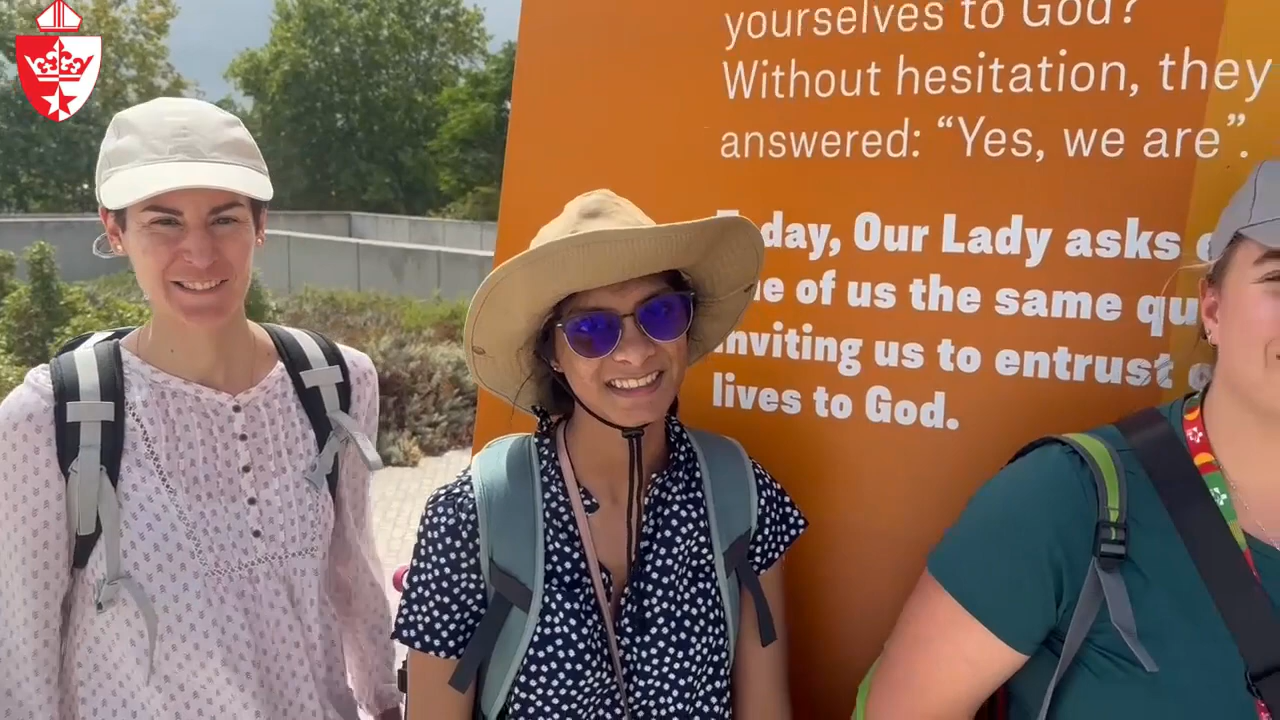 yourselves to God?
Without hesitation, they
answered: “Yes, we are”.
day, Our Lady asks
of us the same
inviting us to entrust
lives to God.